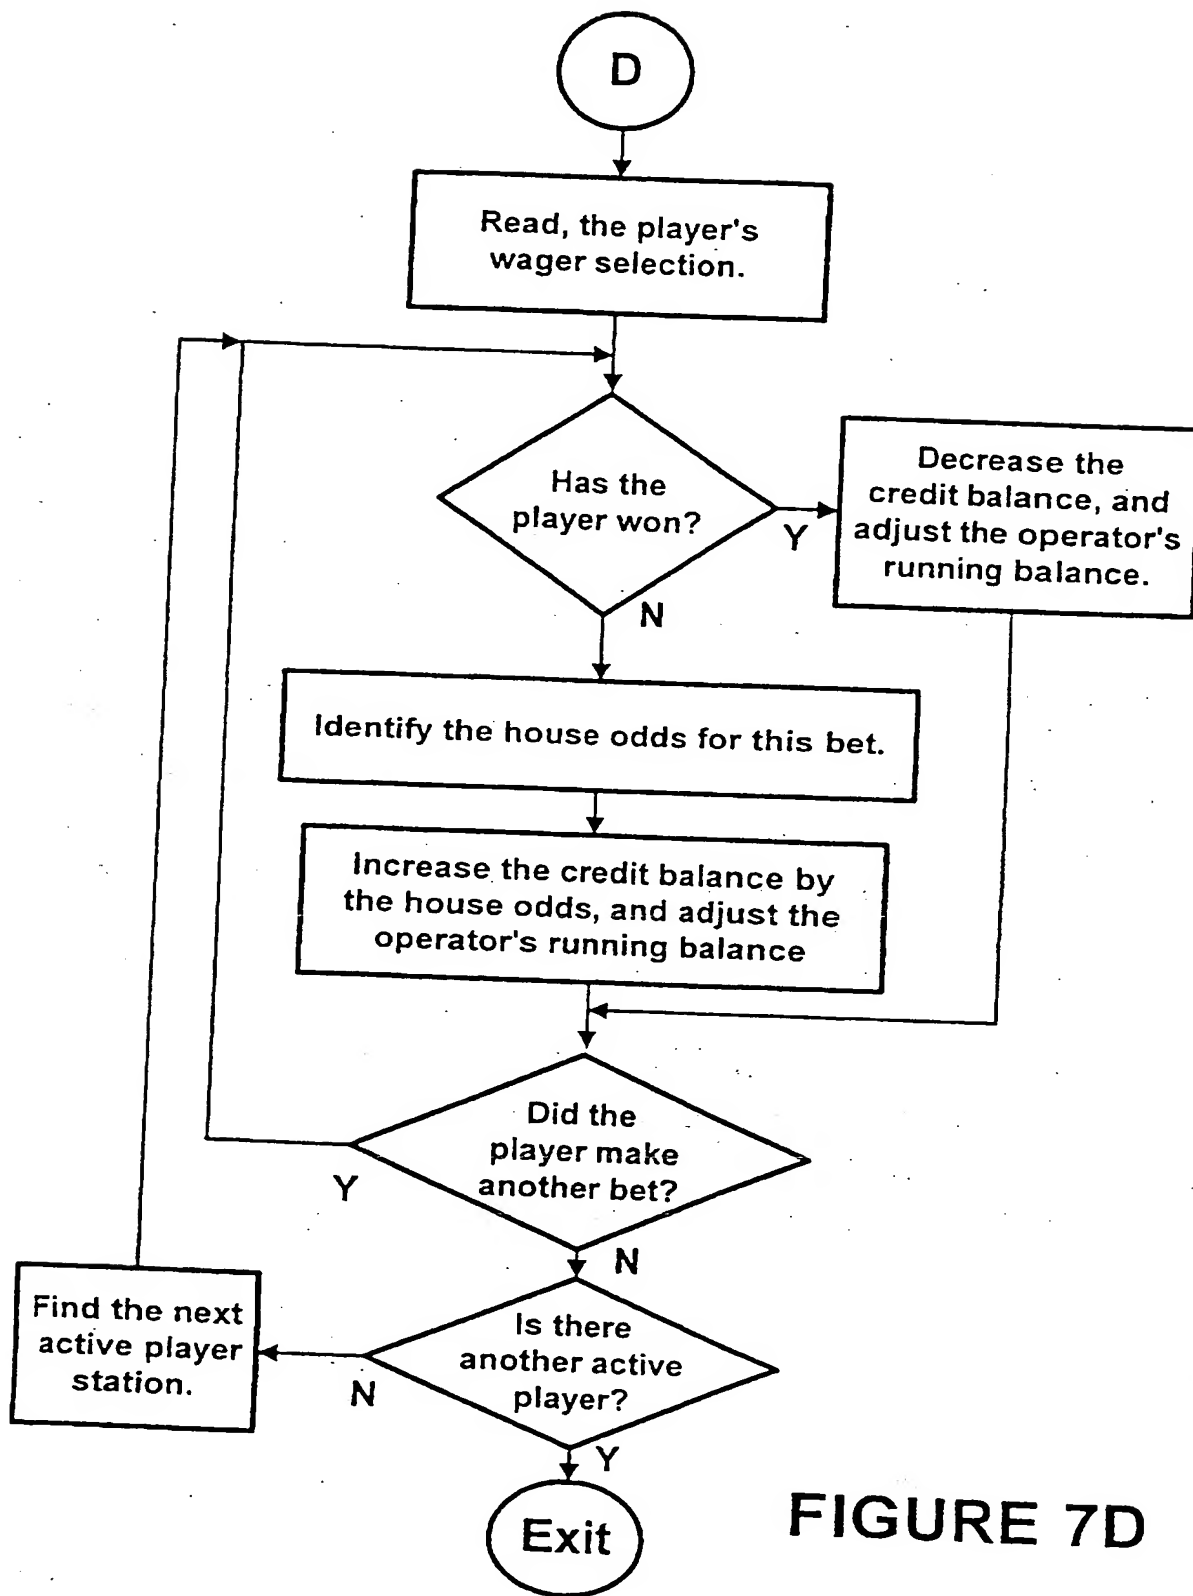 D
Read, the player's
wager selection.
Has the
player won?
Y
Decrease the
credit balance, and
adjust the operator's
running balance.
N
Identify the house odds for this bet.
Increase the credit balance by
the house odds, and adjust the
operator's running balance
Did the
player make
another bet?
Y
N
Find the next
active player
station.
Is there
another active
player?
N
Y
Exit
FIGURE 7D